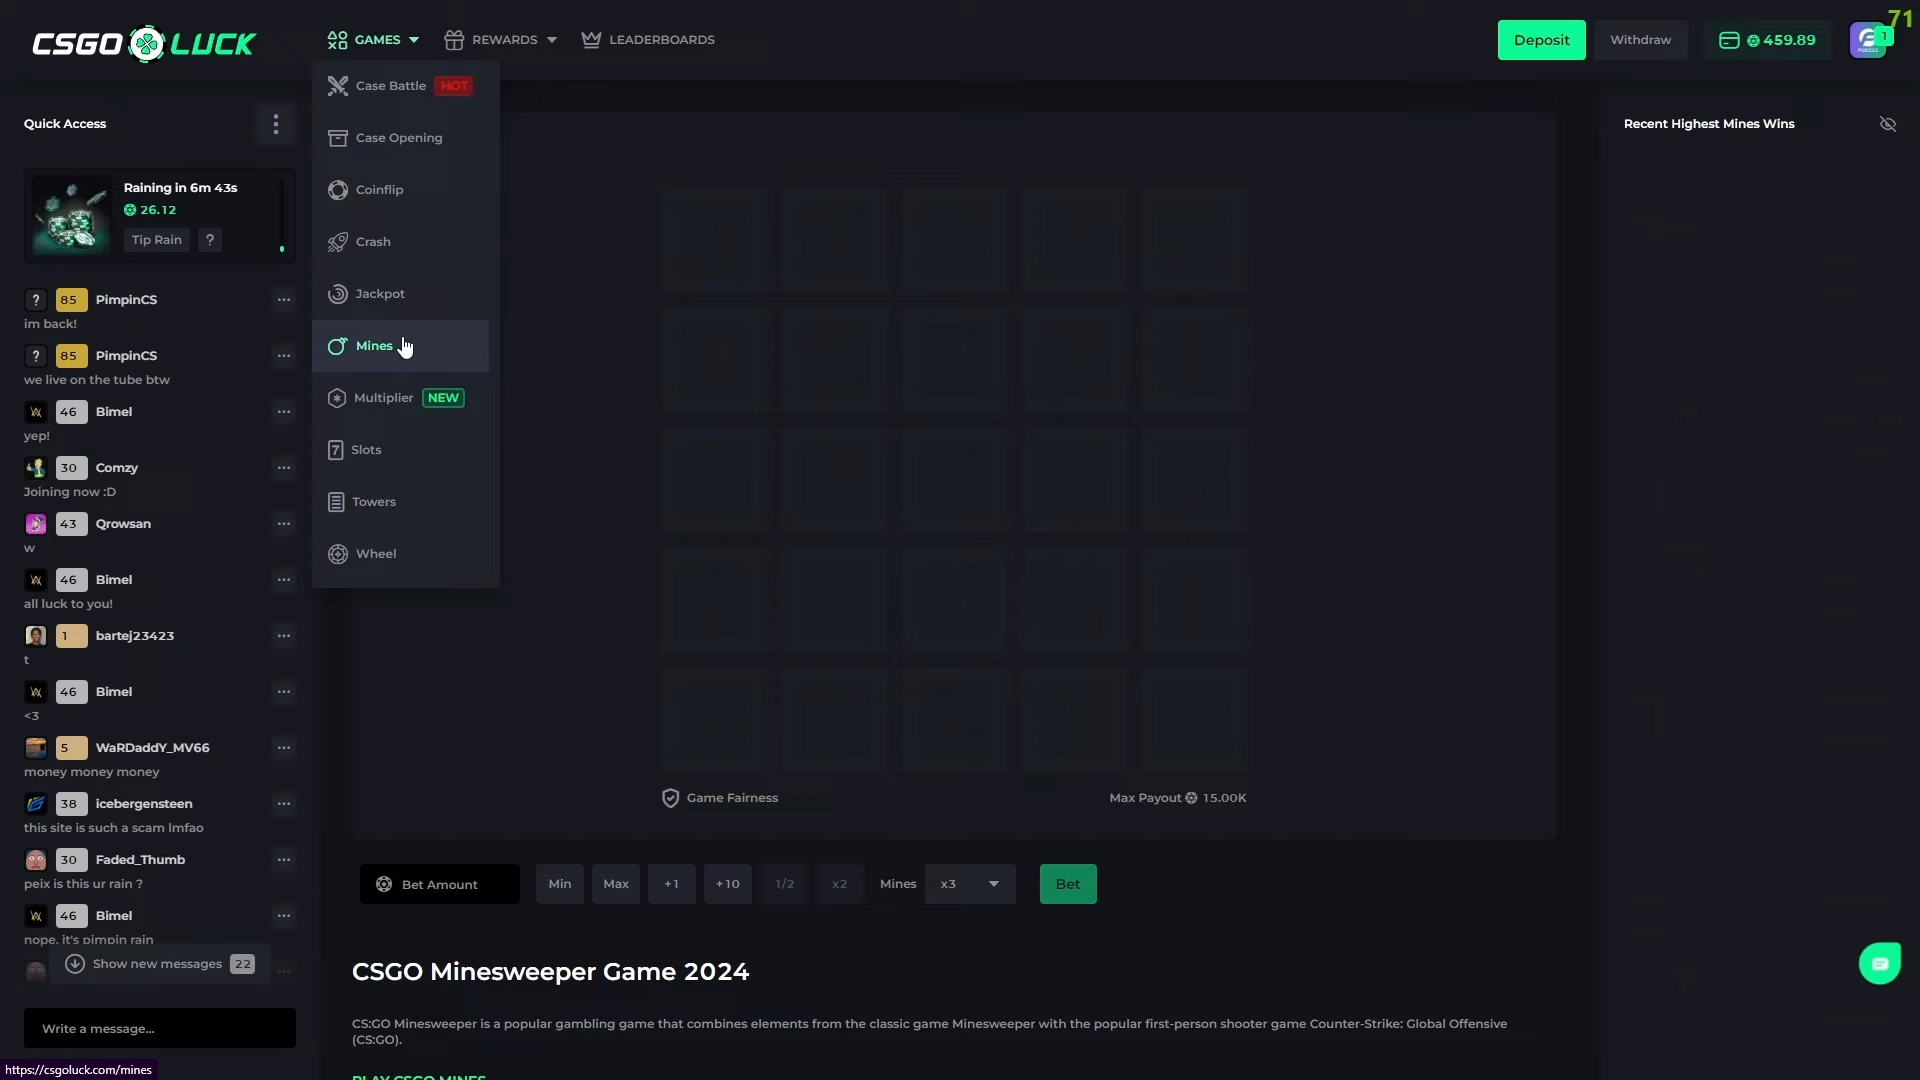 CSGO LUCK
GAMES
REWARDS
LEADERBOARDS
Deposit
Withdraw
459.89
1
71
Case Battle HOT
Case Opening
Coinflip
Crash
Jackpot
Mines
Multiplier NEW
7 Slots
Towers
Wheel
Quick Access
Raining in 6m 43s
26.12
Tip Rain ?
? 85 PimpinCS
im back!
? 85 PimpinCS
we live on the tube btw
46 Bimel
yep!
30 Comzy
Joining now :D
43 Qrowsan
w
46 Bimel
all luck to you!
1 bartej23423
t
46 Bimel
<3
5 WaRDaddY_MV66
money money money
38 icebergensteen
this site is such a scam lmfao
30 Faded_Thumb
peix is this ur rain ?
46 Bimel
nope, it's pimpin rain
Show new messages 22
Write a message...
https://csgoluck.com/mines
Recent Highest Mines Wins
Game Fairness
Max Payout 15.00K
Bet Amount
Min
Max
+1
+10
1/2
x2
Mines
x3
Bet
CSGO Minesweeper Game 2024
CS:GO Minesweeper is a popular gambling game that combines elements from the classic game Minesweeper with the popular first-person shooter game Counter-Strike: Global Offensive
(CS:GO).
PLAY CSGO MINES